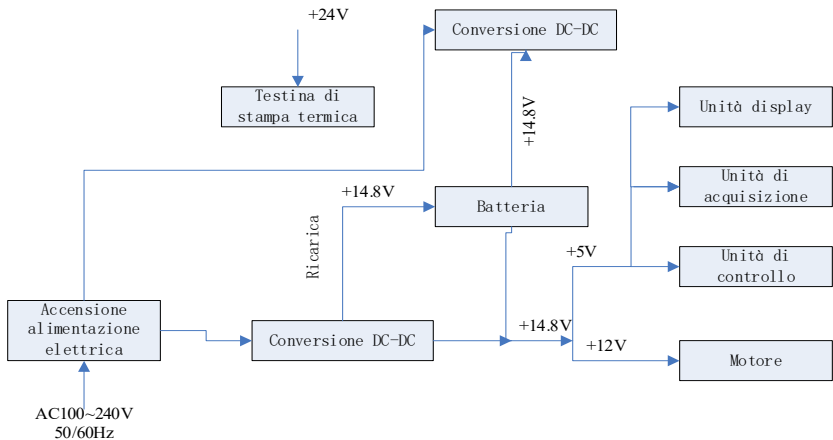 +24V
Conversione DC-DC
Testina di
stampa termica
+14.8V
Unità display
Unità di
acquisizione
+14.8V
Batteria
Ricarica
+5V
Unità di
controllo
Accensione
alimentazione
elettrica
Conversione DC-DC
+14.8V
+12V
Motore
AC100~240V
50/60Hz